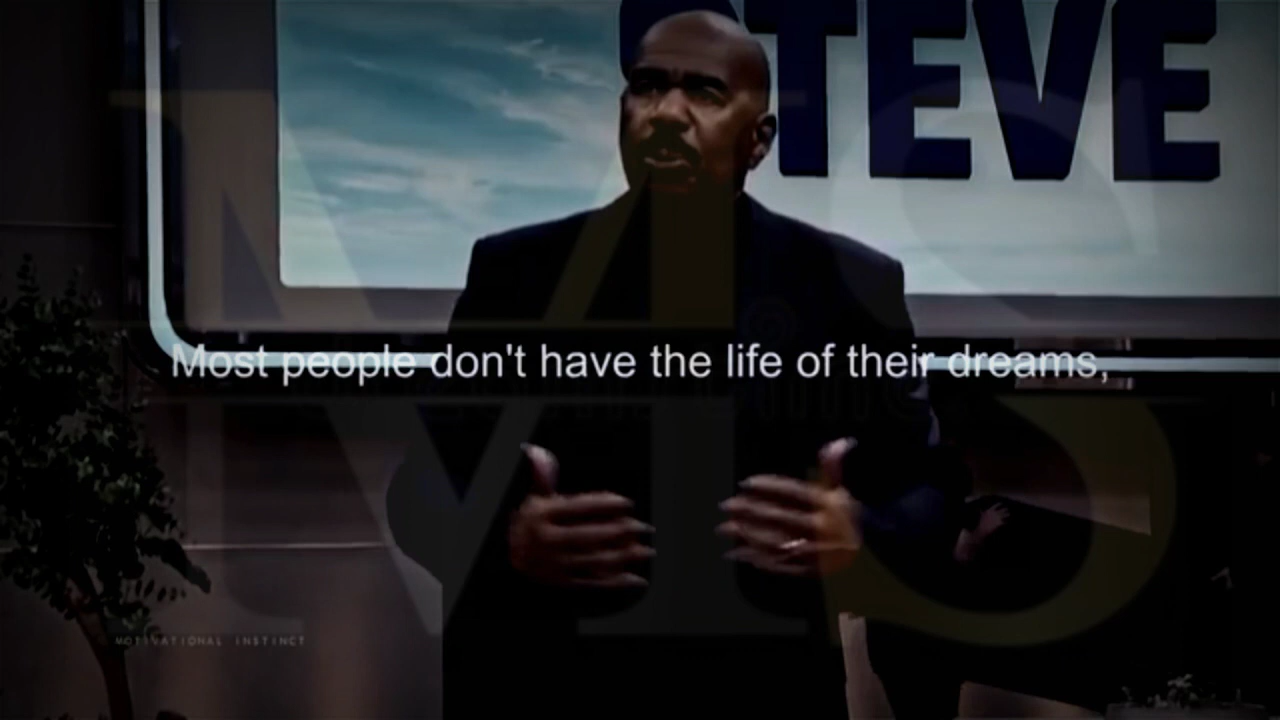 STEVE
Most people don't have the life of their dreams,
MOTIVATIONAL INSTINCT